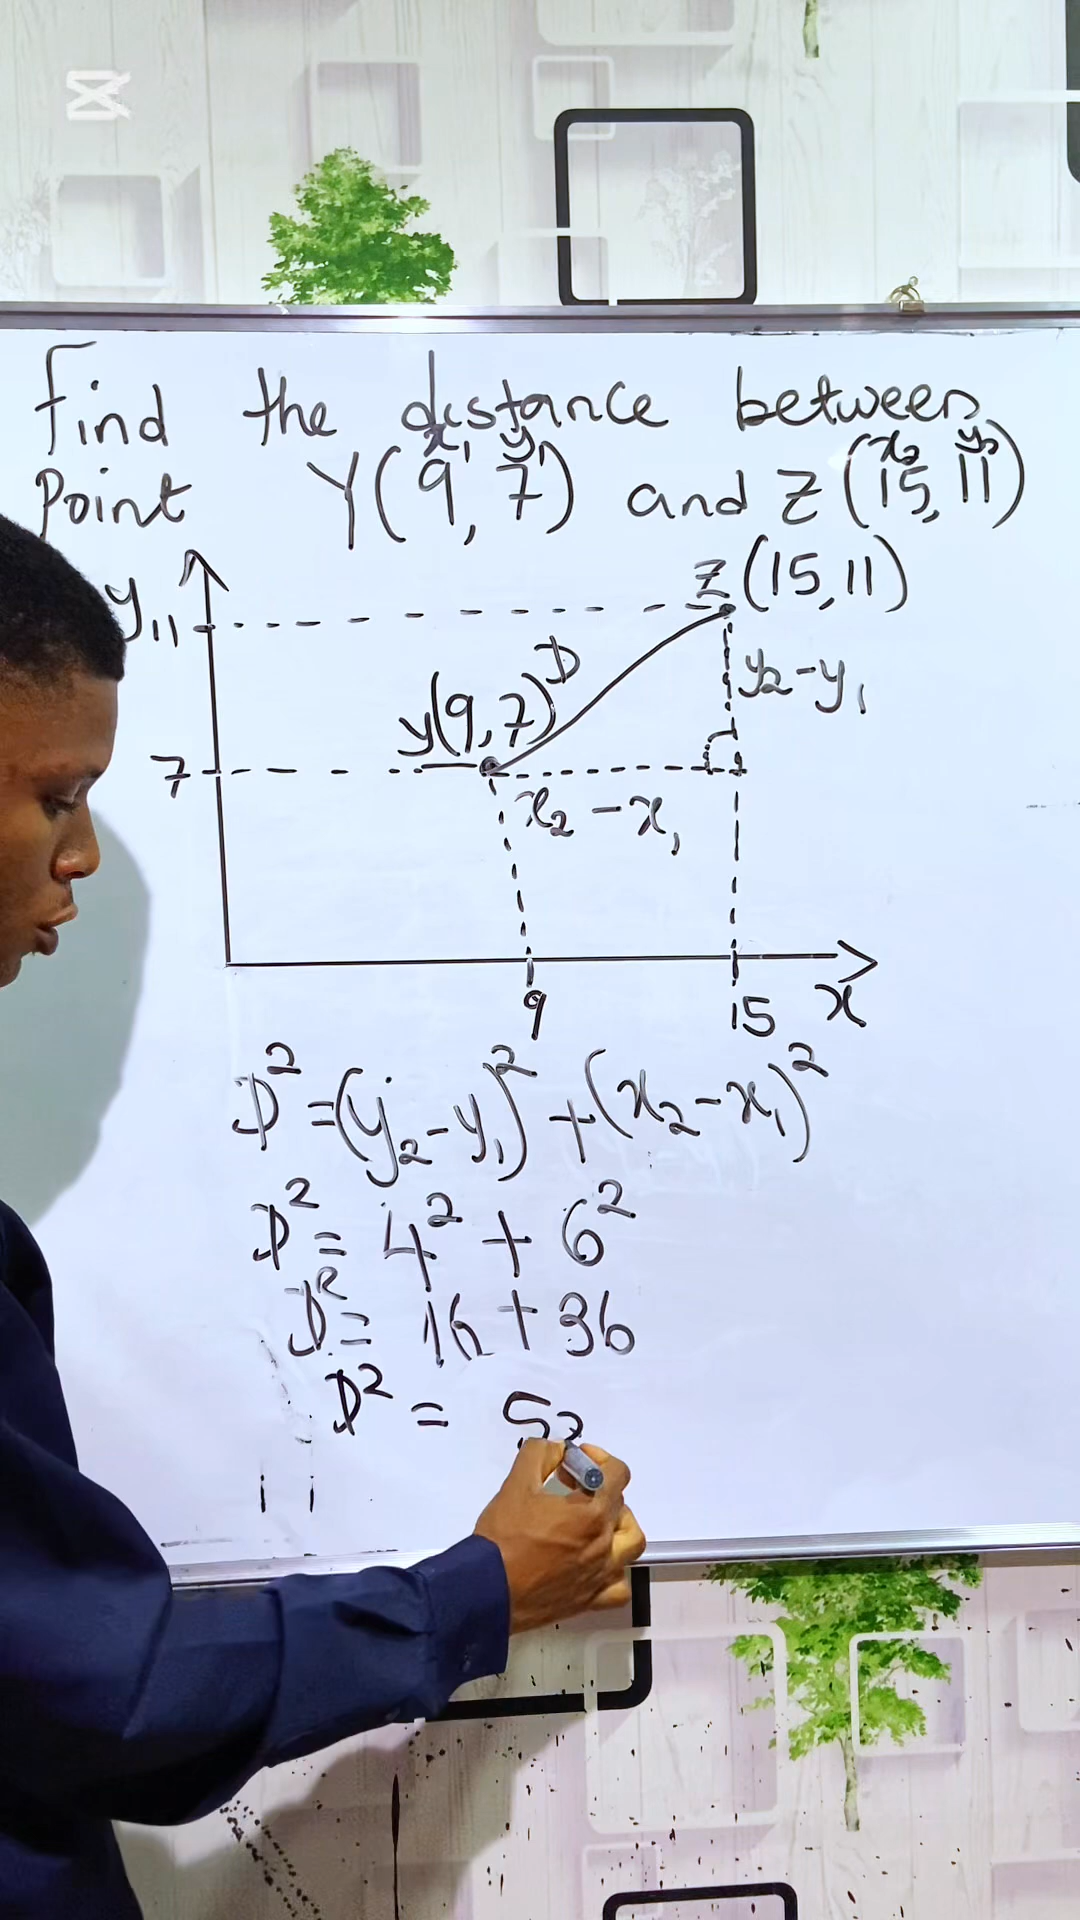 Find the distance between
x₁ y₁ x₂ y₂
Point Y(9,7) and Z(15,11)
Z(15,11)
y
11
D
y₂-y₁
y(9,7)
7
x₂-x₁
9
15
x
D²=(y₂-y₁)²+(x₂-x₁)²
D²= 4²+6²
D²= 16+36
D² = 52